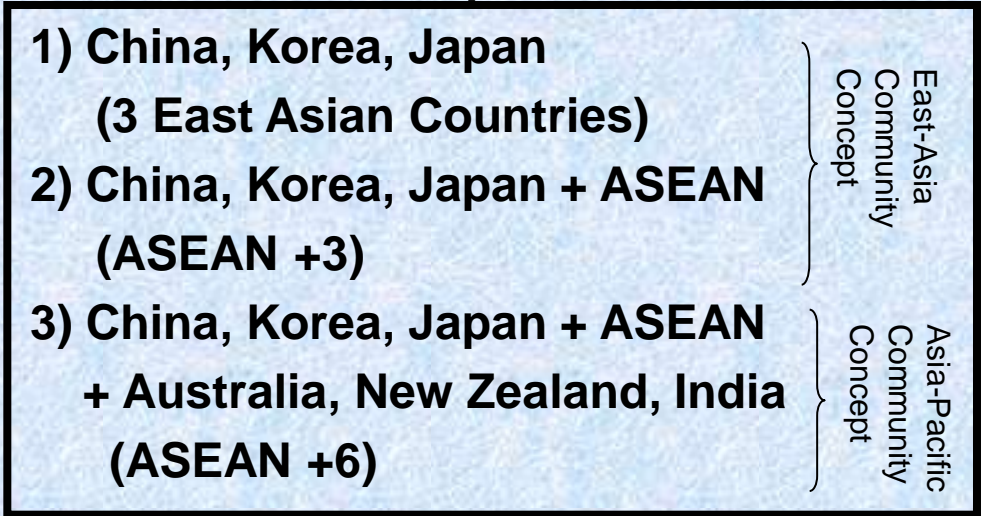 1) China, Korea, Japan
(3 East Asian Countries)
2) China, Korea, Japan + ASEAN
(ASEAN +3)
3) China, Korea, Japan + ASEAN
+ Australia, New Zealand, India
(ASEAN +6)
East-Asia
Community
Concept
Asia-Pacific
Community
Concept